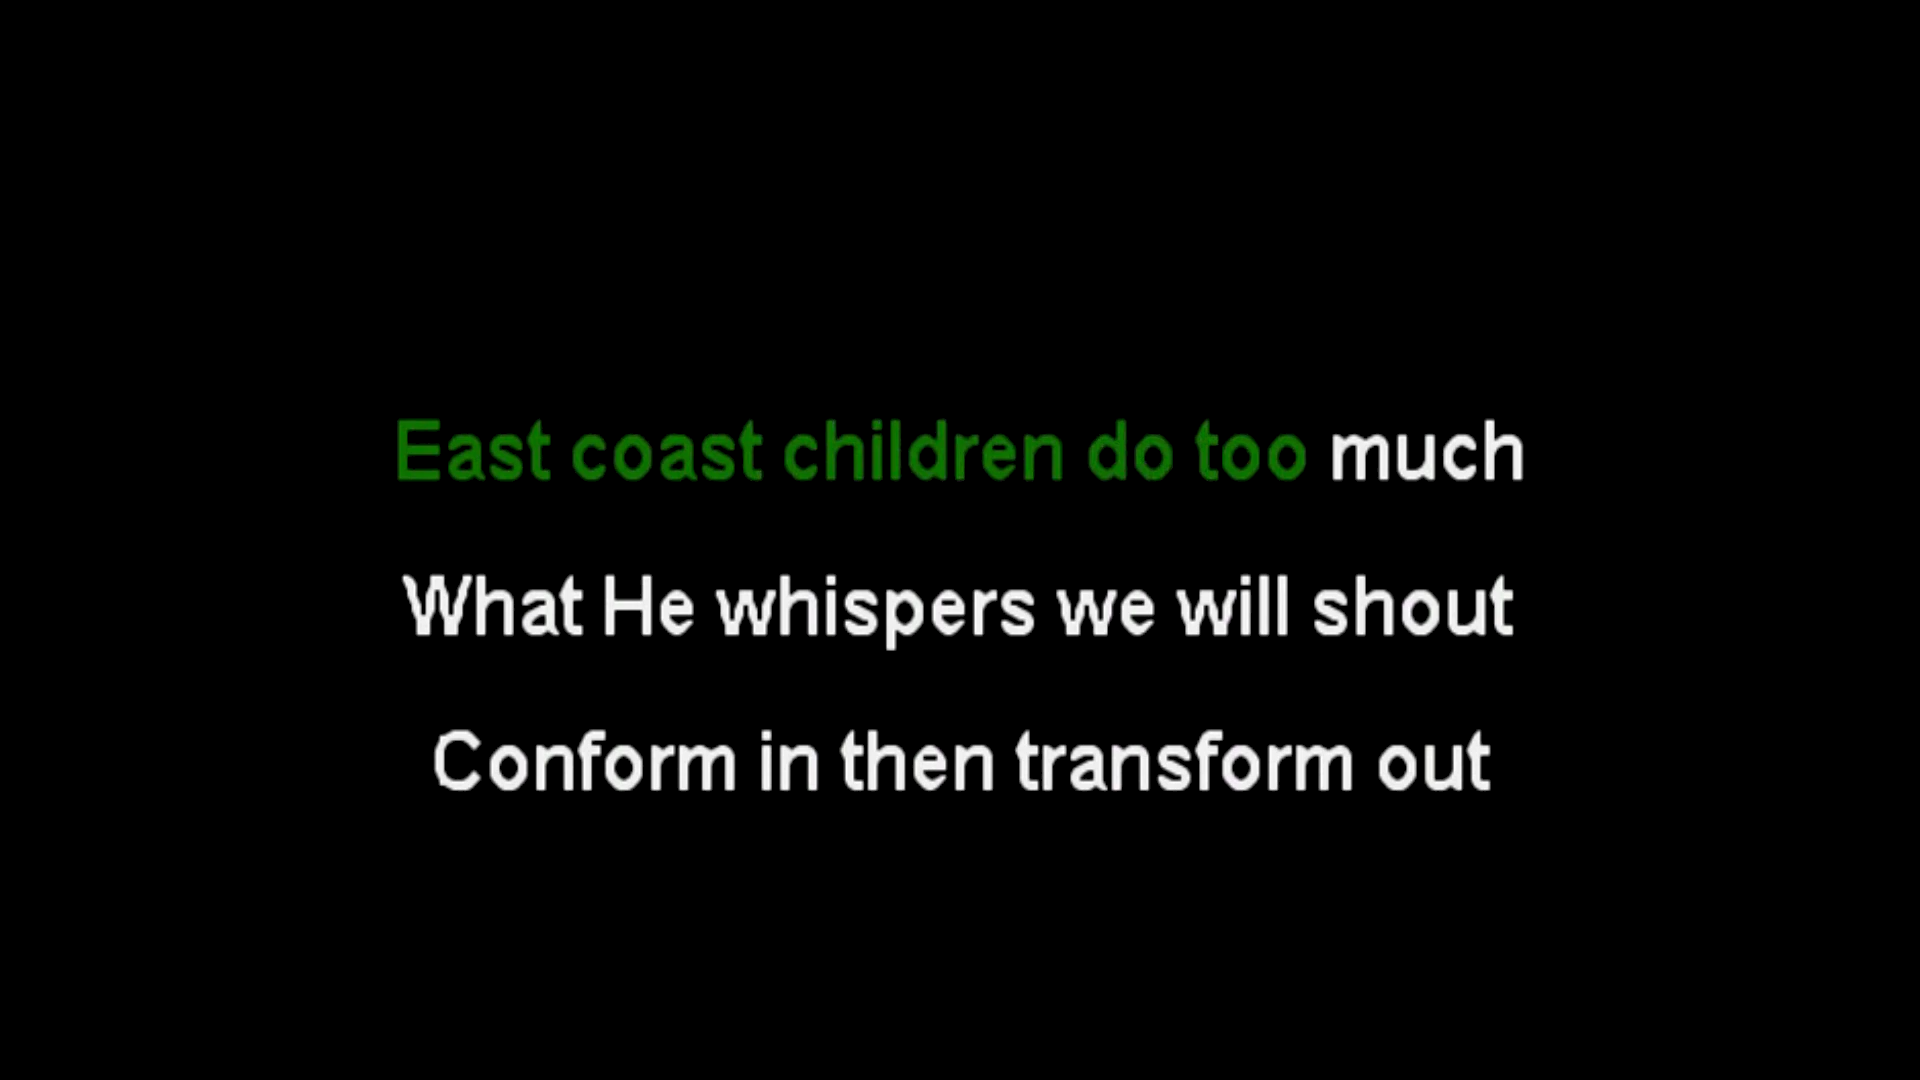 East coast children do too much
What He whispers we will shout
Conform in then transform out